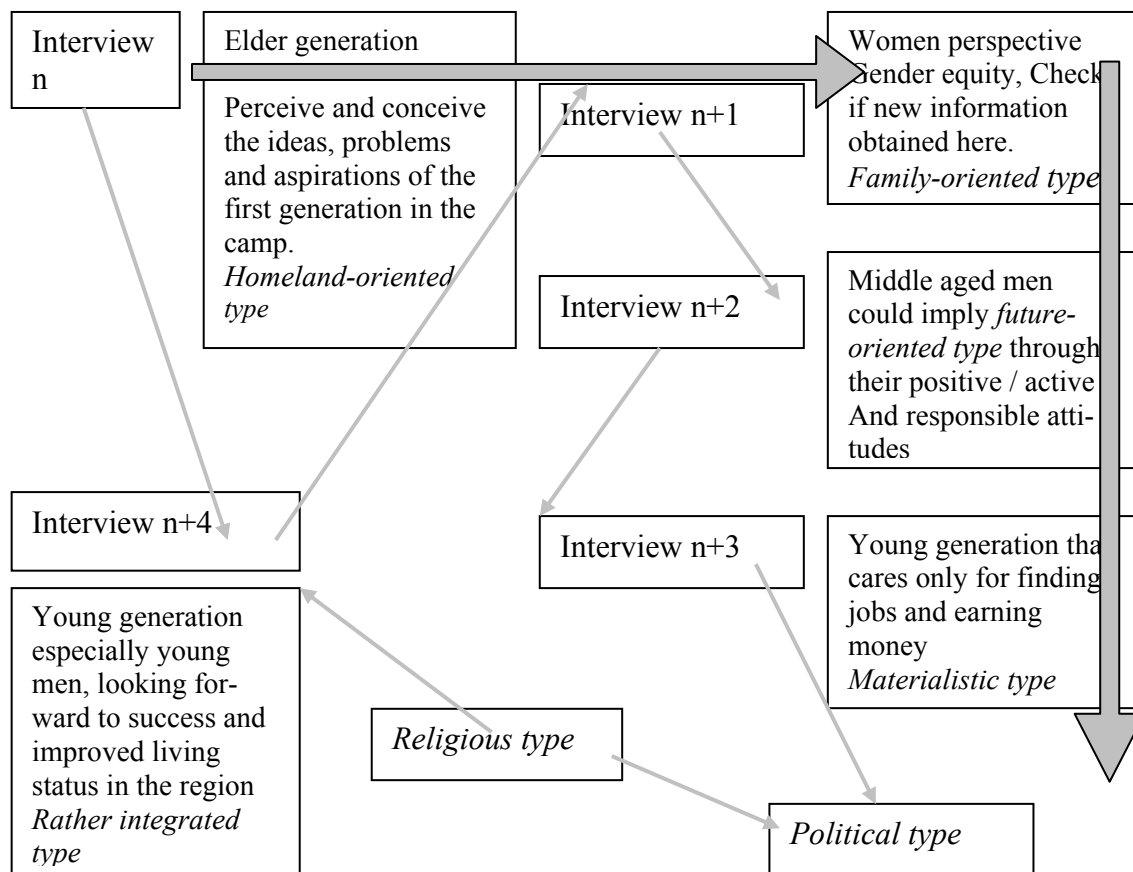 Interview
n
Elder generation
Perceive and conceive
the ideas, problems
and aspirations of the
first generation in the
camp.
Homeland-oriented
type
Interview n+1
Women perspective
Gender equity, Check
if new information
obtained here.
Family-oriented type
Interview n+2
Middle aged men
could imply future-
oriented type through
their positive / active
And responsible atti-
tudes
Interview n+4
Interview n+3
Young generation tha
cares only for finding
jobs and earning
money
Materialistic type
Young generation
especially young
men, looking for-
ward to success and
improved living
status in the region
Rather integrated
type
Religious type
Political type